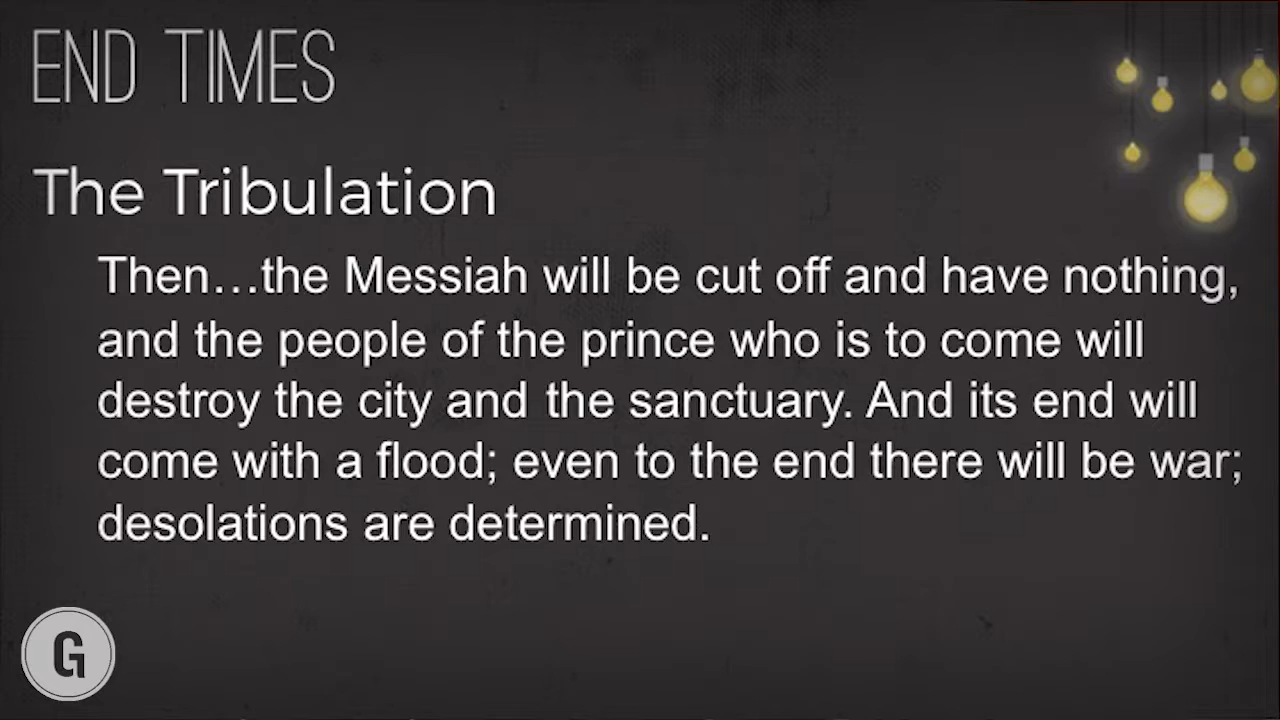 END TIMES
The Tribulation
Then…the Messiah will be cut off and have nothing,
and the people of the prince who is to come will
destroy the city and the sanctuary. And its end will
come with a flood; even to the end there will be war;
desolations are determined.
G